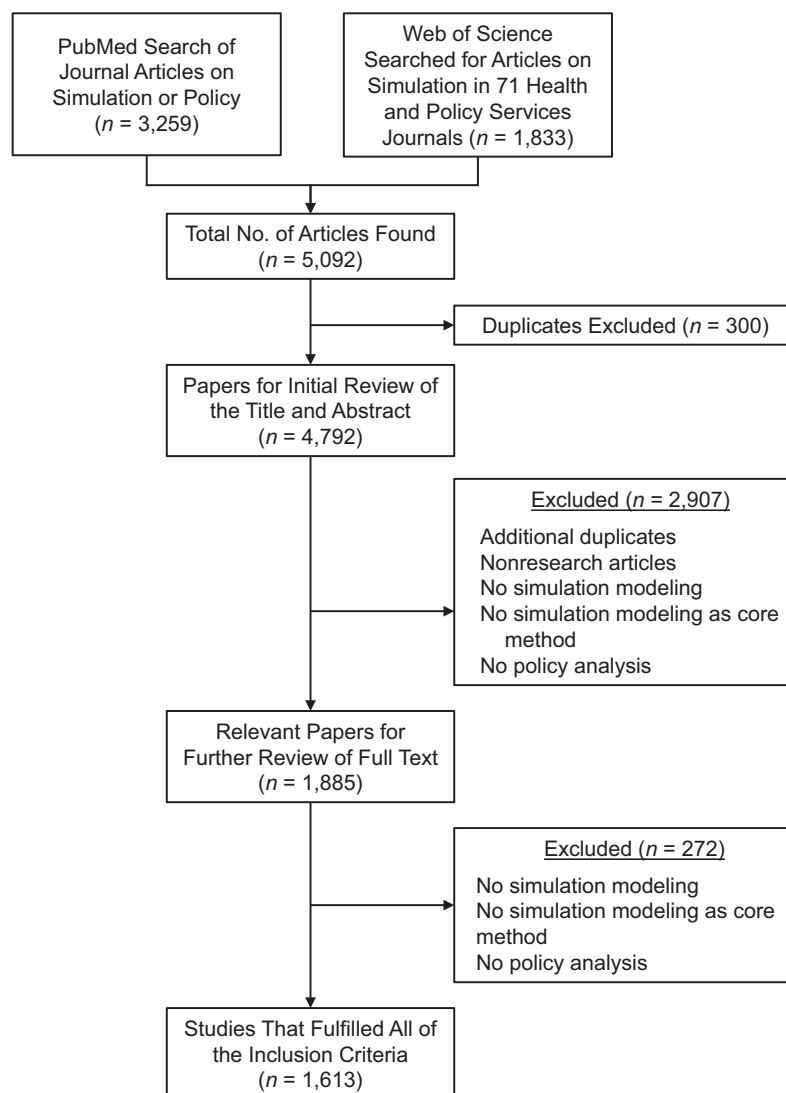 PubMed Search of
Journal Articles on
Simulation or Policy
(n = 3,259)
Web of Science
Searched for Articles on
Simulation in 71 Health
and Policy Services
Journals (n = 1,833)
Total No. of Articles Found
(n = 5,092)
Duplicates Excluded (n = 300)
Papers for Initial Review of
the Title and Abstract
(n = 4,792)
Excluded (n = 2,907)
Additional duplicates
Nonresearch articles
No simulation modeling
No simulation modeling as core
method
No policy analysis
Relevant Papers for
Further Review of Full Text
(n = 1,885)
Excluded (n = 272)
No simulation modeling
No simulation modeling as core
method
No policy analysis
Studies That Fulfilled All of
the Inclusion Criteria
(n = 1,613)